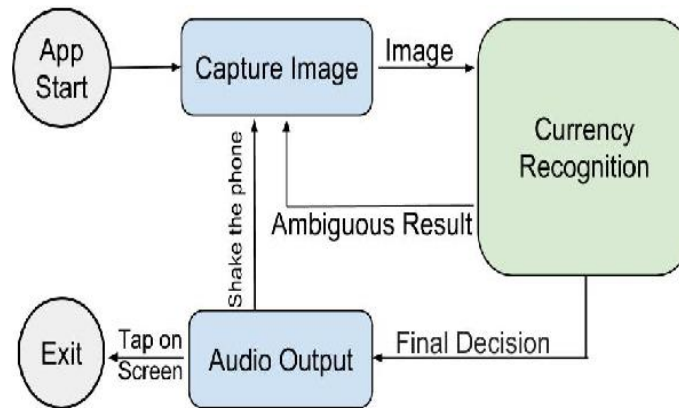 App
Start
Capture Image
Image
Currency
Recognition
Shake the phone
Ambiguous Result
Exit
Tap on
Screen
Audio Output
Final Decision